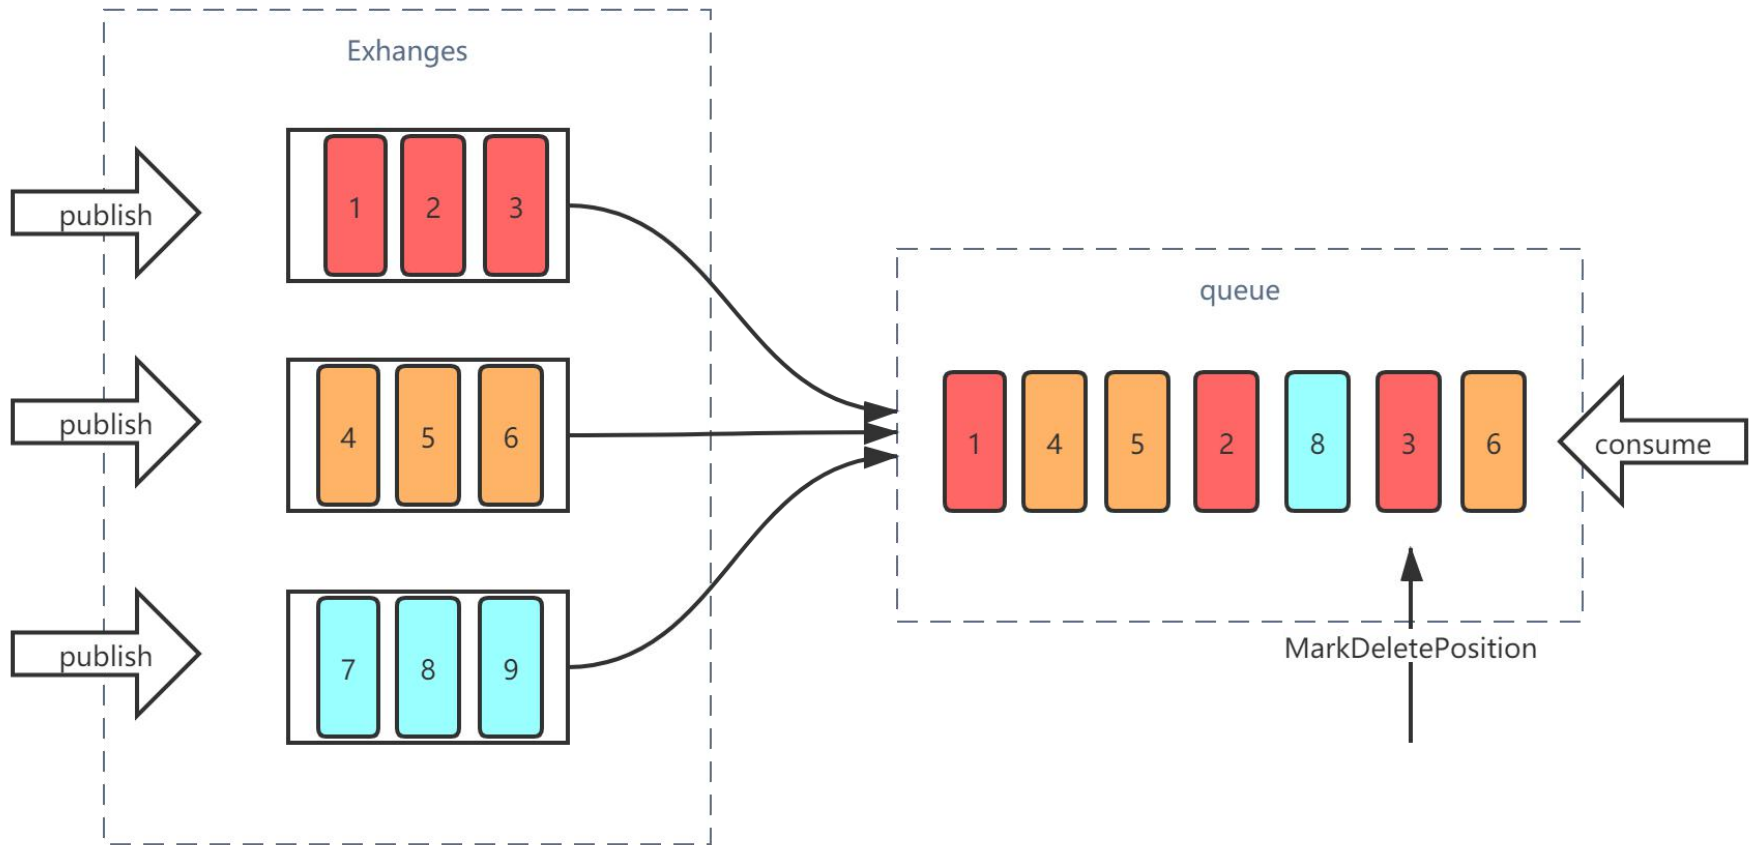 Exhanges
publish
1 2 3
publish
4 5 6
publish
7 8 9
queue
1 4 5 2 8 3 6
consume
MarkDeletePosition